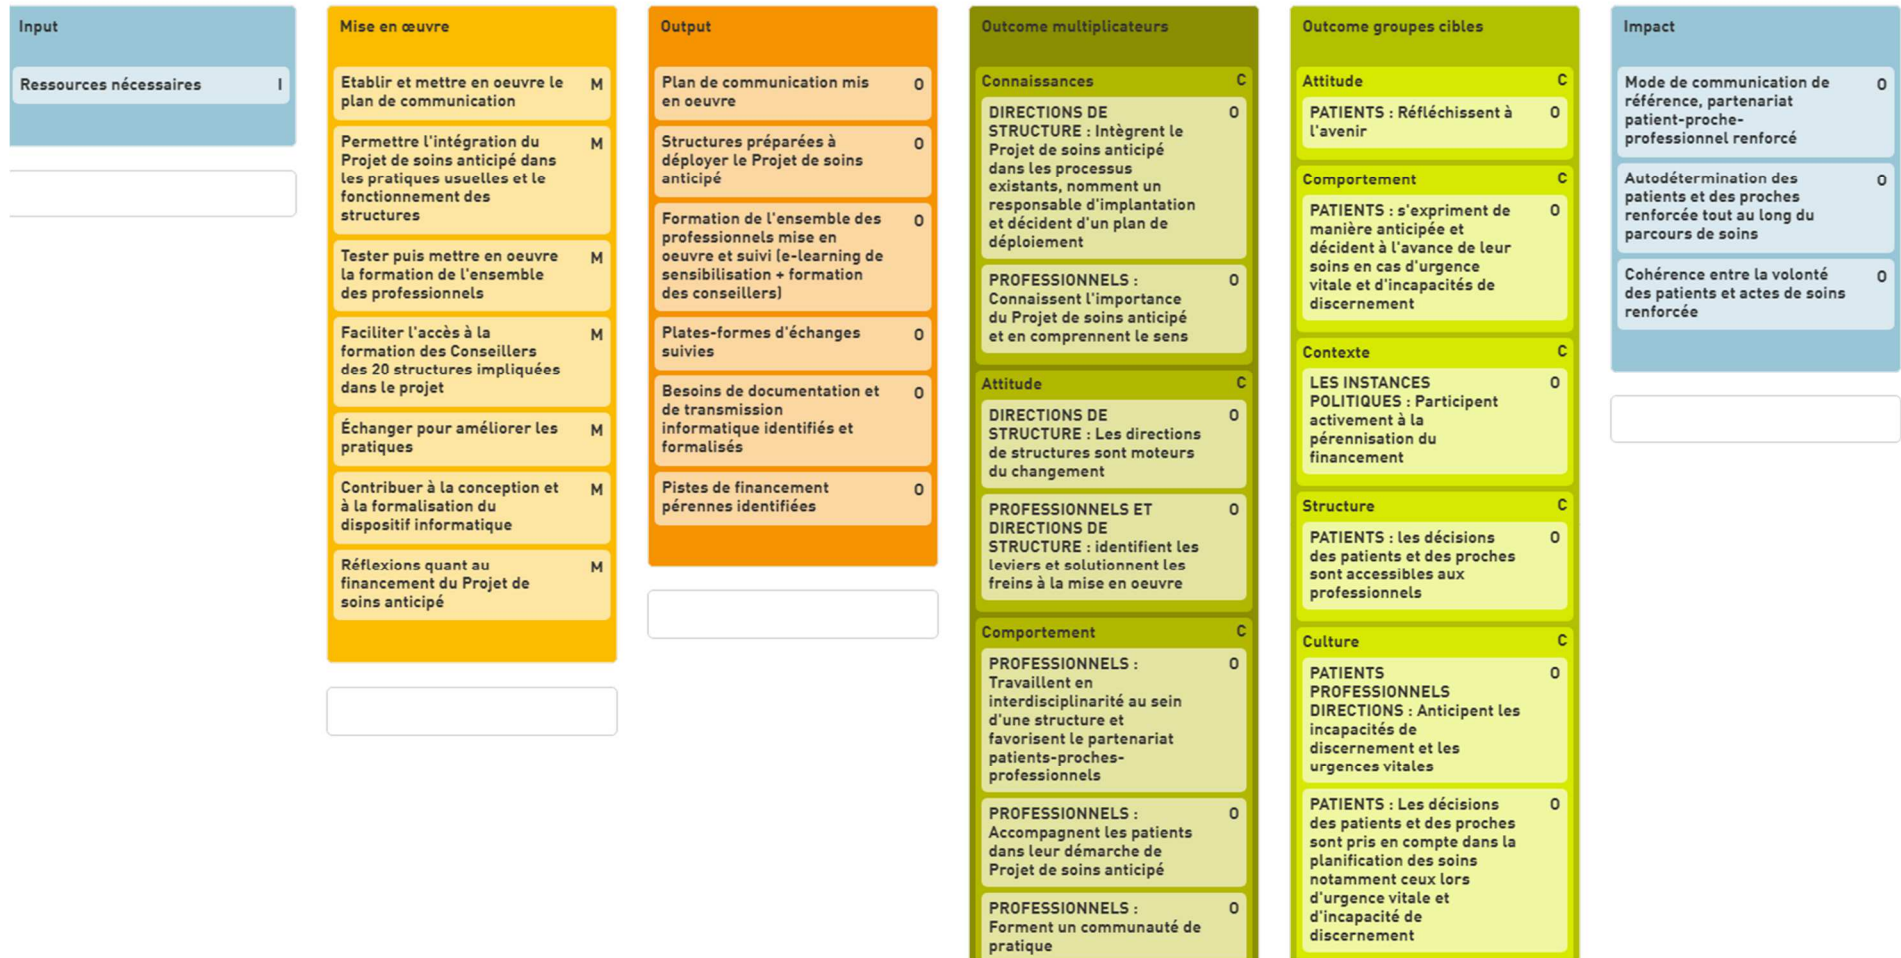 Input
Ressources nécessaires I
Mise en œuvre
Etablir et mettre en oeuvre le M
plan de communication
Permettre l'intégration du M
Projet de soins anticipé dans
les pratiques usuelles et le
fonctionnement des
structures
Tester puis mettre en oeuvre M
la formation de l'ensemble
des professionnels
Faciliter l'accès à la M
formation des Conseillers
des 20 structures impliquées
dans le projet
Échanger pour améliorer les M
pratiques
Contribuer à la conception et M
à la formalisation du
dispositif informatique
Réflexions quant au M
financement du Projet de
soins anticipé
Output
Plan de communication mis O
en oeuvre
Structures préparées à O
déployer le Projet de soins
anticipé
Formation de l'ensemble des O
professionnels mise en
oeuvre et suivi (e-learning de
sensibilisation + formation
des conseillers)
Plates-formes d'échanges O
suivies
Besoins de documentation et O
de transmission
informatique identifiés et
formalisés
Pistes de financement O
pérennes identifiées
Outcome multiplicateurs
Connaissances C
DIRECTIONS DE O
STRUCTURE : Intègrent le
Projet de soins anticipé
dans les processus
existants, nomment un
responsable d'implantation
et décident d'un plan de
déploiement
PROFESSIONNELS : O
Connaissent l'importance
du Projet de soins anticipé
et en comprennent le sens
Attitude C
DIRECTIONS DE O
STRUCTURE : Les directions
de structures sont moteurs
du changement
PROFESSIONNELS ET O
DIRECTIONS DE
STRUCTURE : identifient les
leviers et solutionnent les
freins à la mise en oeuvre
Comportement C
PROFESSIONNELS : O
Travaillent en
interdisciplinarité au sein
d'une structure et
favorisent le partenariat
patients-proches-
professionnels
PROFESSIONNELS : O
Accompagnent les patients
dans leur démarche de
Projet de soins anticipé
PROFESSIONNELS : O
Forment un communauté de
pratique
Outcome groupes cibles
Attitude C
PATIENTS : Réfléchissent à O
l'avenir
Comportement C
PATIENTS : s'expriment de O
manière anticipée et
décident à l'avance de leur
soins en cas d'urgence
vitale et d'incapacités de
discernement
Contexte C
LES INSTANCES O
POLITIQUES : Participent
activement à la
pérennisation du
financement
Structure C
PATIENTS : les décisions O
des patients et des proches
sont accessibles aux
professionnels
Culture C
PATIENTS O
PROFESSIONNELS
DIRECTIONS : Anticipent les
incapacités de
discernement et les
urgences vitales
PATIENTS : Les décisions O
des patients et des proches
sont pris en compte dans la
planification des soins
notamment ceux lors
d'urgence vitale et
d'incapacité de
discernement
Impact
Mode de communication de O
référence, partenariat
patient-proche-
professionnel renforcé
Autodétermination des O
patients et des proches
renforcée tout au long du
parcours de soins
Cohérence entre la volonté O
des patients et actes de soins
renforcée